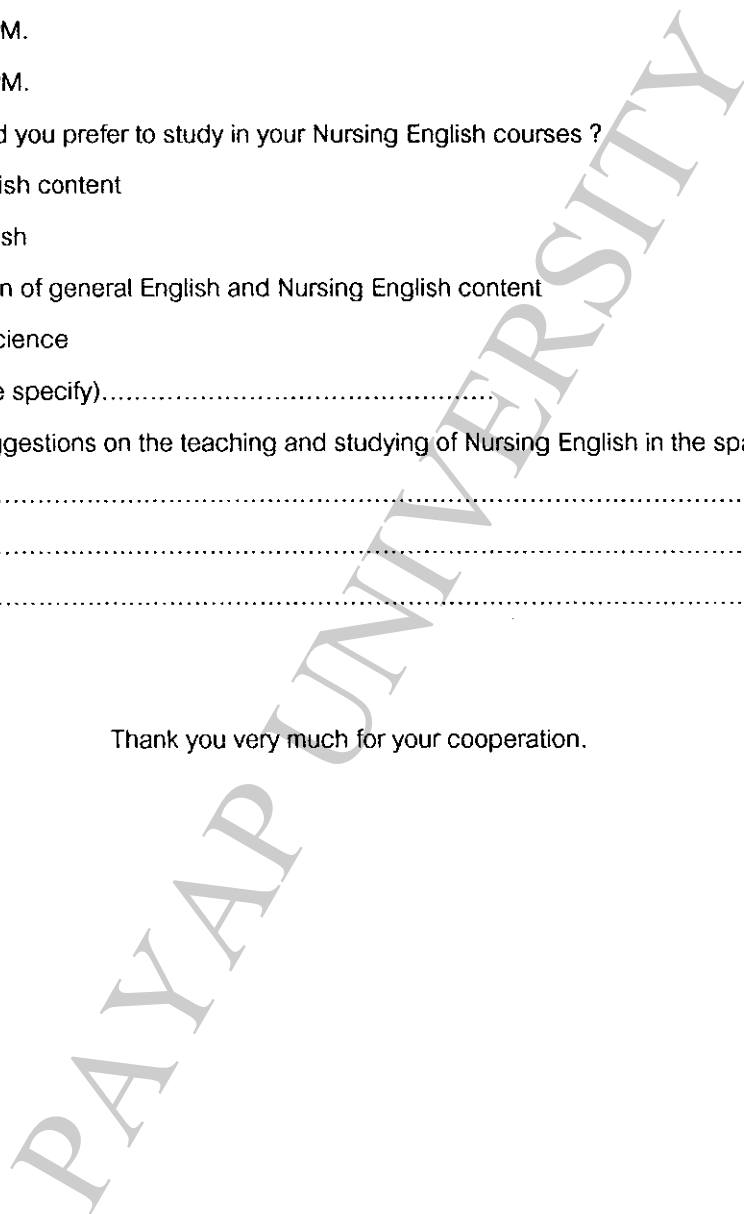 M.
PM.
d you prefer to study in your Nursing English courses ?
ish content
sh
n of general English and Nursing English content
cience
e specify)................................................
ggestions on the teaching and studying of Nursing English in the spa
...........................................................................................
...........................................................................................
...........................................................................................
Thank you very much for your cooperation.
PAYAP UNIVERSITY